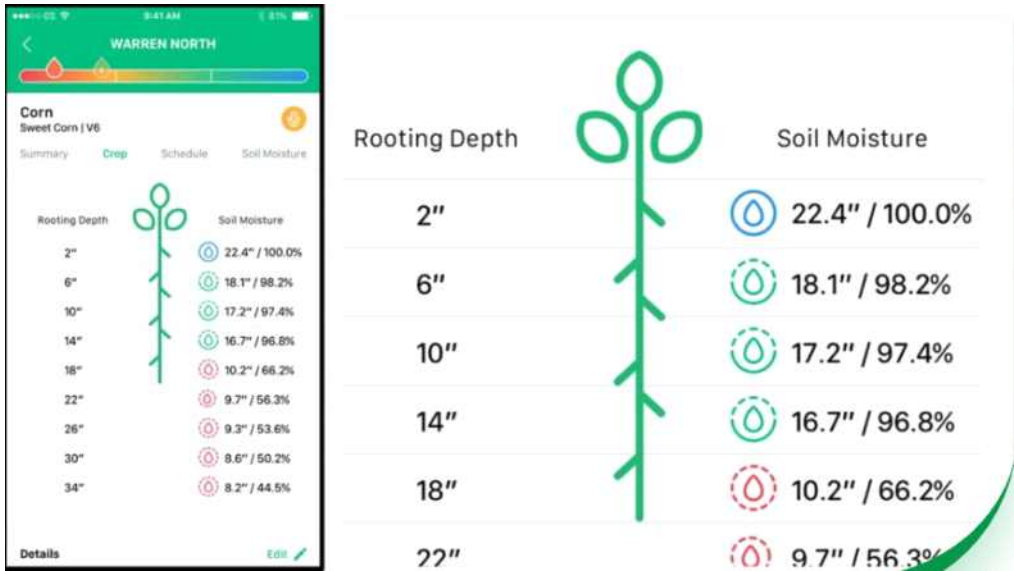 9:41 AM
81%
WARREN NORTH
Corn
Sweet Corn | V6
Summary Crop Schedule Soil Moisture
Rooting Depth Soil Moisture
2" 22.4" / 100.0%
6" 18.1" / 98.2%
10" 17.2" / 97.4%
14" 16.7" / 96.8%
18" 10.2" / 66.2%
22" 9.7" / 56.3%
26" 9.3" / 53.6%
30" 8.6" / 50.2%
34" 8.2" / 44.5%
Details Edit
Rooting Depth Soil Moisture
2" 22.4" / 100.0%
6" 18.1" / 98.2%
10" 17.2" / 97.4%
14" 16.7" / 96.8%
18" 10.2" / 66.2%
22" 9.7" / 56.3%